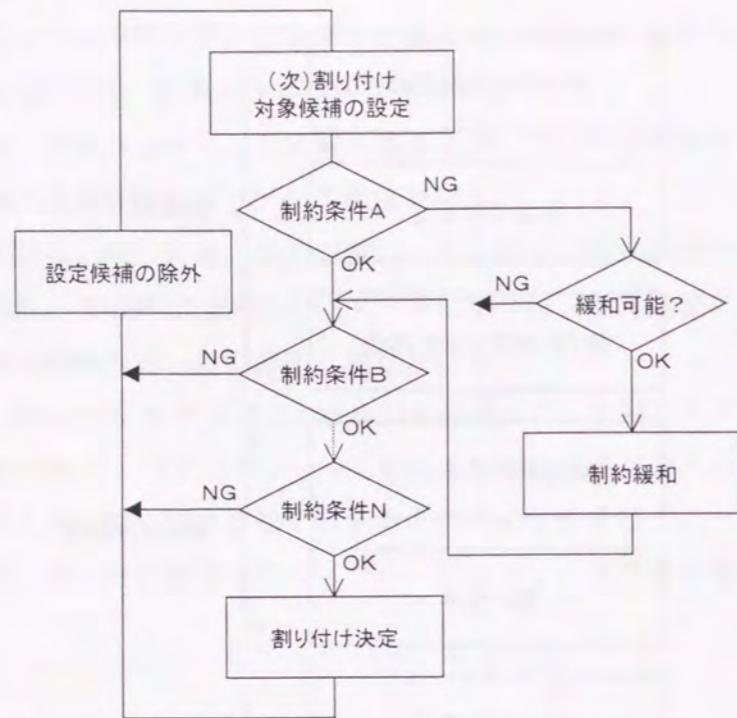 (次)割り付け
対象候補の設定
制約条件A
NG
OK
設定候補の除外
緩和可能?
NG
OK
制約条件B
NG
OK
制約緩和
制約条件N
NG
OK
割り付け決定